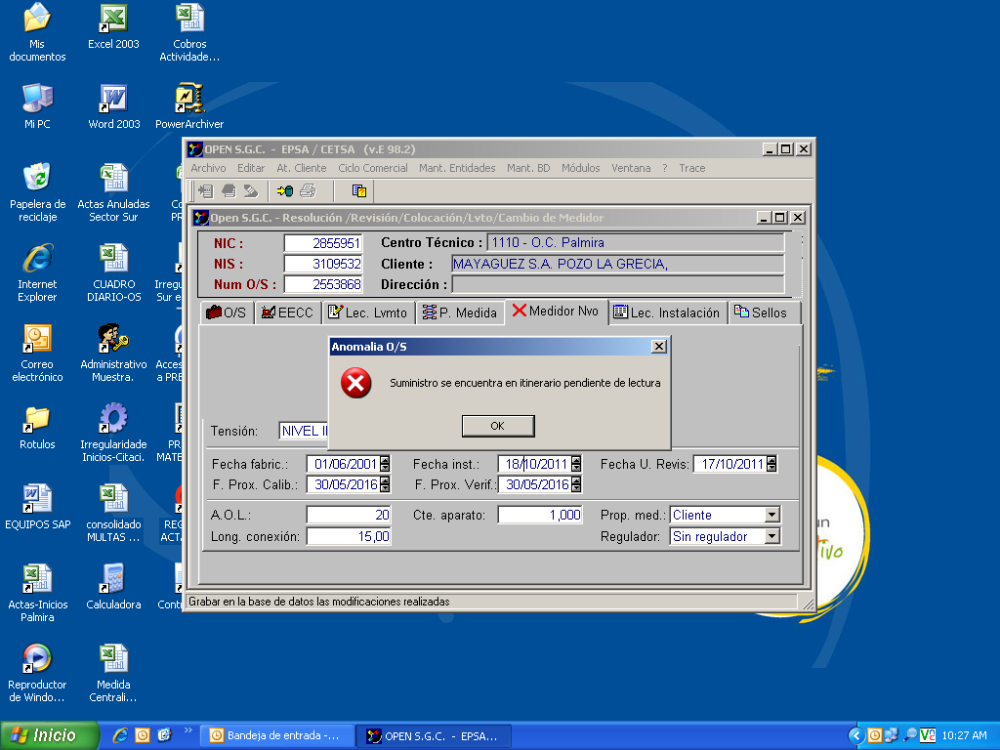 Mis
documentos
Excel 2003
Cobros
Actividade...
Mi PC
Word 2003
PowerArchiver
Papelera de
reciclaje
Actas Anuladas
Sector Sur
Internet
Explorer
CUADRO
DIARIO-OS
Correo
electrónico
Administrativo
Muestra.
Rotulos
Irregularidade
Inicios-Citaci.
EQUIPOS SAP
consolidado
MULTAS ...
Actas-Inicios
Palmira
Calculadora
Reproductor
de Windo...
Medida
Centrali...
OPEN S.G.C. - EPSA / CETSA (v.E 98.2)
Archivo Editar At. Cliente Ciclo Comercial Mant. Entidades Mant. BD Módulos Ventana ? Trace
Open S.G.C. - Resolución /Revisión/Colocación/Lvto/Cambio de Medidor
NIC : 2855951 Centro Técnico : 1110 - O.C. Palmira
NIS : 3109532 Cliente : MAYAGUEZ S.A. POZO LA GRECIA,
Num O/S : 2553868 Dirección :
O/S EECC Lec. Lvmto P. Medida Medidor Nvo Lec. Instalación Sellos
Anomalia O/S
Suministro se encuentra en itinerario pendiente de lectura
OK
Tensión: NIVEL II
Fecha fabric.: 01/06/2001 Fecha inst.: 18/10/2011 Fecha U. Revis: 17/10/2011
F. Prox. Calib.: 30/05/2016 F. Prox. Verif.: 30/05/2016
A.O.L.: 20 Cte. aparato: 1,000 Prop. med.: Cliente
Long. conexión: 15,00 Regulador: Sin regulador
Grabar en la base de datos las modificaciones realizadas
Inicio
Bandeja de entrada -...
OPEN S.G.C. - EPSA...
10:27 AM